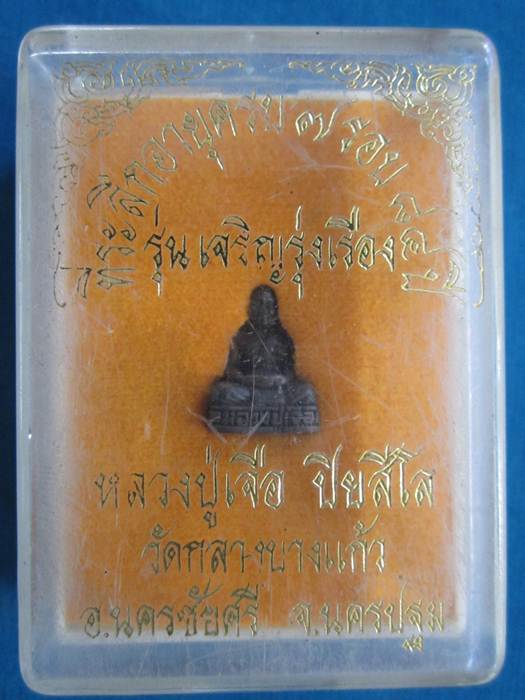 ที่ระลึกอายุครบ ๗ รอบ
รุ่น เจริญรุ่งเรือง
หลวงปู่เจือ ปิยสีโล
วัดกลางบางแก้ว
อ.นครชัยศรี จ.นครปฐม